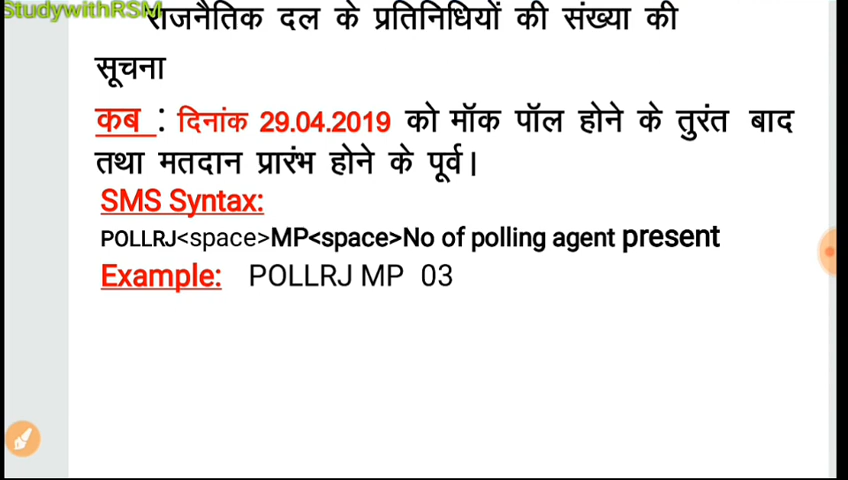 StudywithRSM
राजनैतिक दल के प्रतिनिधियों की संख्या की
सूचना
कब : दिनांक 29.04.2019 को मॉक पॉल होने के तुरंत बाद
तथा मतदान प्रारंभ होने के पूर्व।
SMS Syntax:
POLLRJ<space>MP<space>No of polling agent present
Example: POLLRJ MP 03